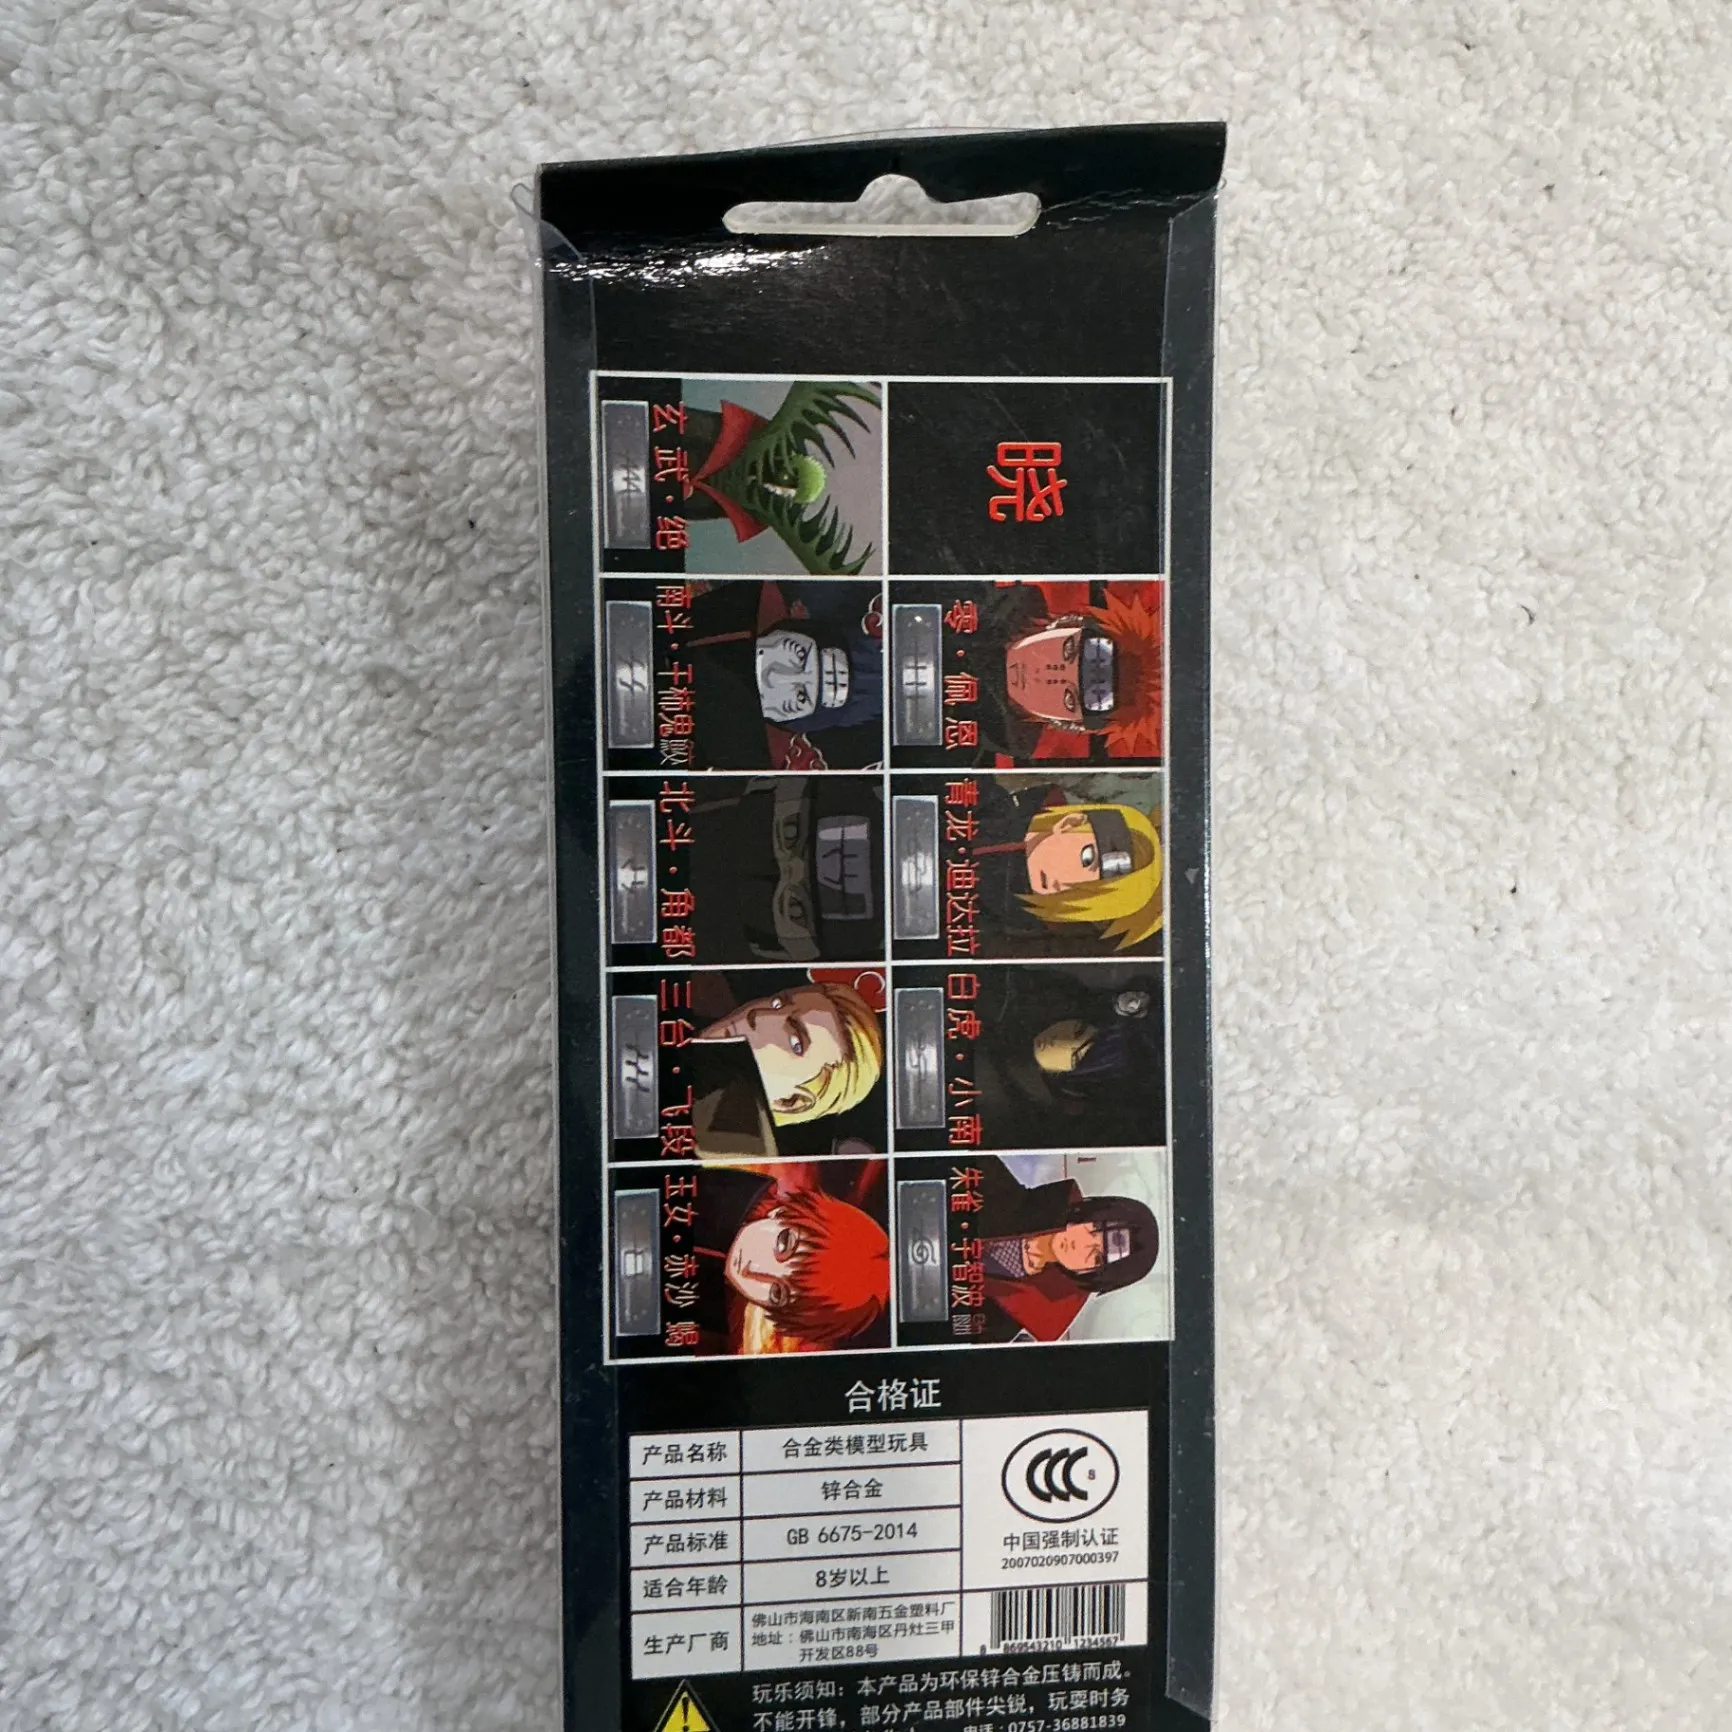 晓
玄武·绝
零·佩恩
南斗·干柿鬼鲛
青龙·迪达拉
北斗·角都
白虎·小南
三台·飞段
朱雀·宇智波鼬
玉女·赤沙 蝎
合格证
产品名称 合金类模型玩具
产品材料 锌合金
产品标准 GB 6675-2014
适合年龄 8岁以上
生产厂商 佛山市海南区新南五金塑料厂
地址：佛山市南海区丹灶三甲
开发区88号
CCC S
中国强制认证
2007020907000397
8 869543210 1234567
玩乐须知：本产品为环保锌合金压铸而成。
不能开锋，部分产品部件尖锐，玩耍时务
电话：0757-36881839